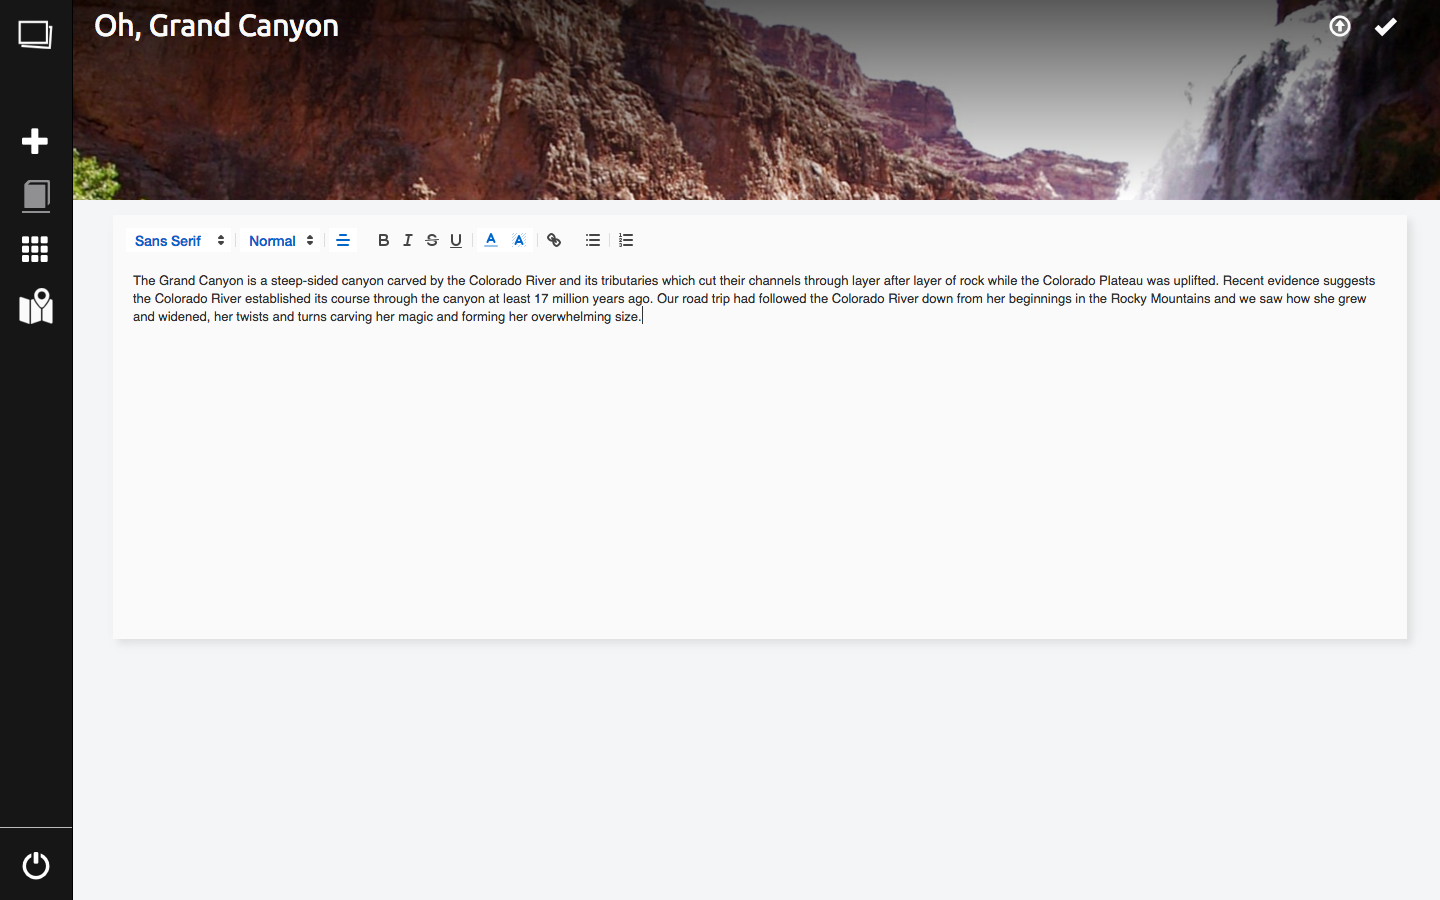 Oh, Grand Canyon
Sans Serif Normal B I S U A A
The Grand Canyon is a steep-sided canyon carved by the Colorado River and its tributaries which cut their channels through layer after layer of rock while the Colorado Plateau was uplifted. Recent evidence suggests
the Colorado River established its course through the canyon at least 17 million years ago. Our road trip had followed the Colorado River down from her beginnings in the Rocky Mountains and we saw how she grew
and widened, her twists and turns carving her magic and forming her overwhelming size.